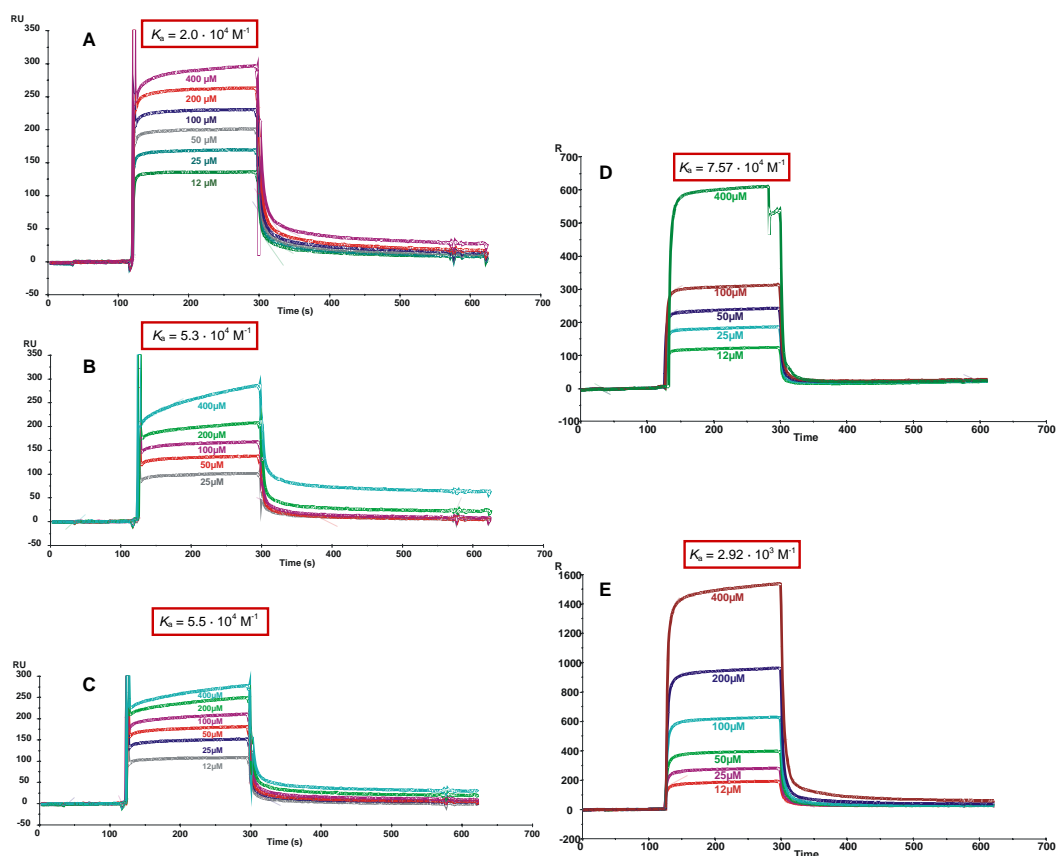 RU
A
Ka = 2.0 · 10⁴ M⁻¹
350
300
250
200
150
100
50
0
-50
400 µM
200 µM
100 µM
50 µM
25 µM
12 µM
0 100 200 300 400 500 600 700
Time (s)
RU
B
Ka = 5.3 · 10⁴ M⁻¹
350
300
250
200
150
100
50
0
-50
400µM
200µM
100µM
50µM
25µM
0 100 200 300 400 500 600 700
Time (s)
RU
C
Ka = 5.5 · 10⁴ M⁻¹
300
250
200
150
100
50
0
-50
400µM
200µM
100µM
50µM
25µM
12µM
0 100 200 300 400 500 600 700
Time (s)
R
D
Ka = 7.57 · 10⁴ M⁻¹
700
600
500
400
300
200
100
0
-100
400µM
100µM
50µM
25µM
12µM
0 100 200 300 400 500 600 700
Time
R
E
Ka = 2.92 · 10³ M⁻¹
1600
1400
1200
1000
800
600
400
200
0
-200
400µM
200µM
100µM
50µM
25µM
12µM
0 100 200 300 400 500 600 700
Time